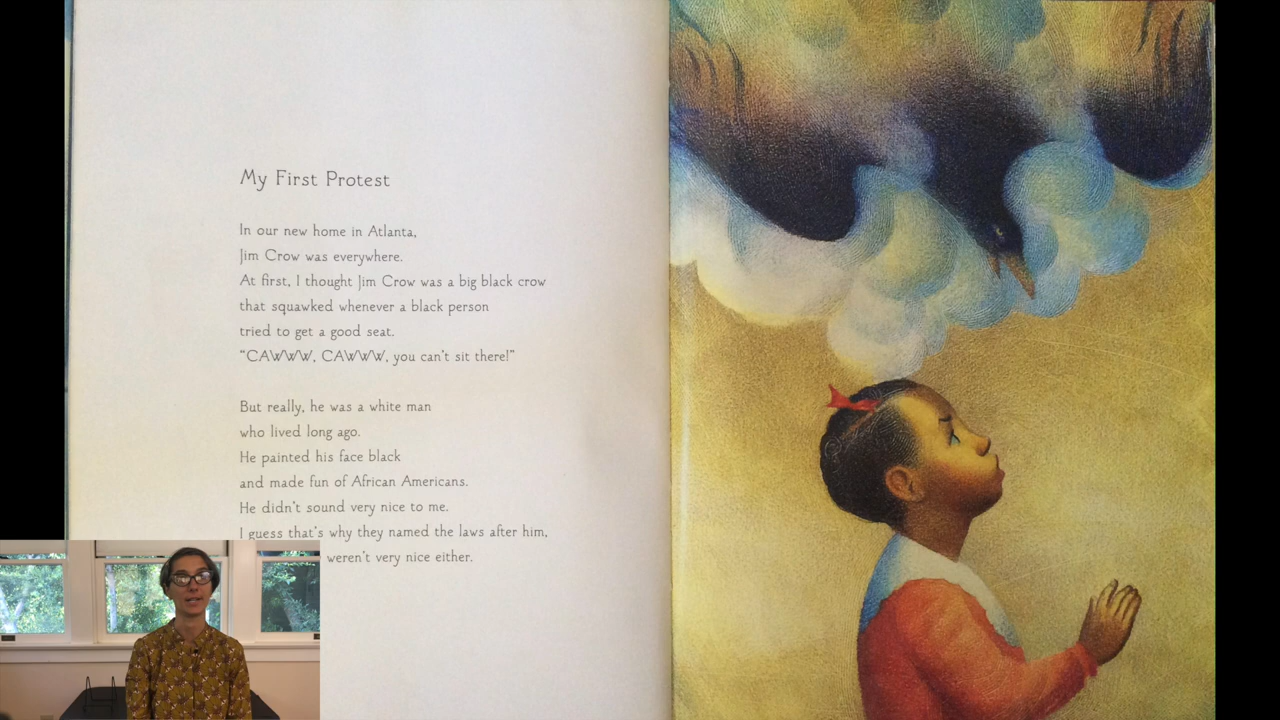 My First Protest
In our new home in Atlanta,
Jim Crow was everywhere.
At first, I thought Jim Crow was a big black crow
that squawked whenever a black person
tried to get a good seat.
“CAWWW, CAWWW, you can't sit there!”
But really, he was a white man
who lived long ago.
He painted his face black
and made fun of African Americans.
He didn't sound very nice to me.
I guess that's why they named the laws after him,
weren't very nice either.